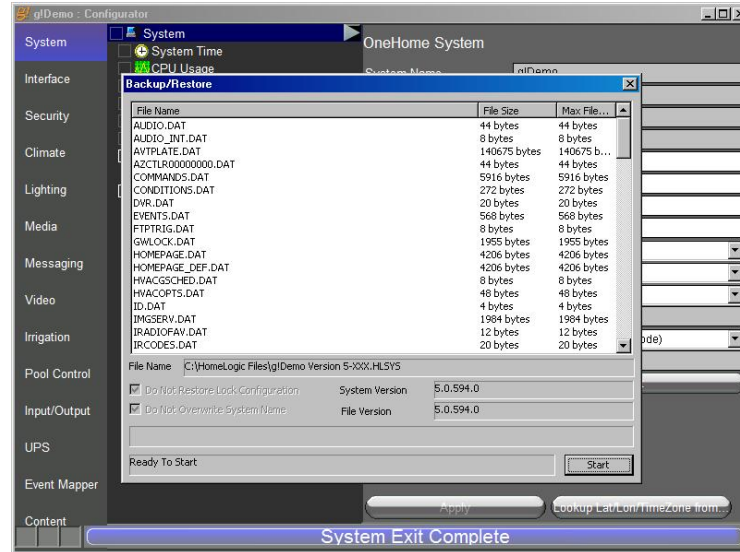 g!Demo : Configurator
System
Interface
Security
Climate
Lighting
Media
Messaging
Video
Irrigation
Pool Control
Input/Output
UPS
Event Mapper
Content
System
System Time
CPU Usage
OneHome System
System Name g!Demo
Backup/Restore
File Name File Size Max File...
AUDIO.DAT 44 bytes 44 bytes
AUDIO_INT.DAT 8 bytes 8 bytes
AVTPLATE.DAT 140675 bytes 140675 b...
AZCTLR00000000.DAT 44 bytes 44 bytes
COMMANDS.DAT 5916 bytes 5916 bytes
CONDITIONS.DAT 272 bytes 272 bytes
DVR.DAT 20 bytes 20 bytes
EVENTS.DAT 568 bytes 568 bytes
FTPTRIG.DAT 8 bytes 8 bytes
GWLOCK.DAT 1955 bytes 1955 bytes
HOMEPAGE.DAT 4206 bytes 4206 bytes
HOMEPAGE_DEF.DAT 4206 bytes 4206 bytes
HVACGSCHED.DAT 8 bytes 8 bytes
HVACOPTS.DAT 48 bytes 48 bytes
ID.DAT 4 bytes 4 bytes
IMGSERV.DAT 1984 bytes 1984 bytes
IRADIOFAV.DAT 12 bytes 12 bytes
IRCODES.DAT 20 bytes 20 bytes
File Name C:\HomeLogic Files\g!Demo Version 5-XXX.HLSYS
Do Not Restore Lock Configuration System Version 5.0.594.0
Do Not Overwrite System Name File Version 5.0.594.0
Ready To Start Start
Apply Lookup Lat/Lon/TimeZone from...
System Exit Complete